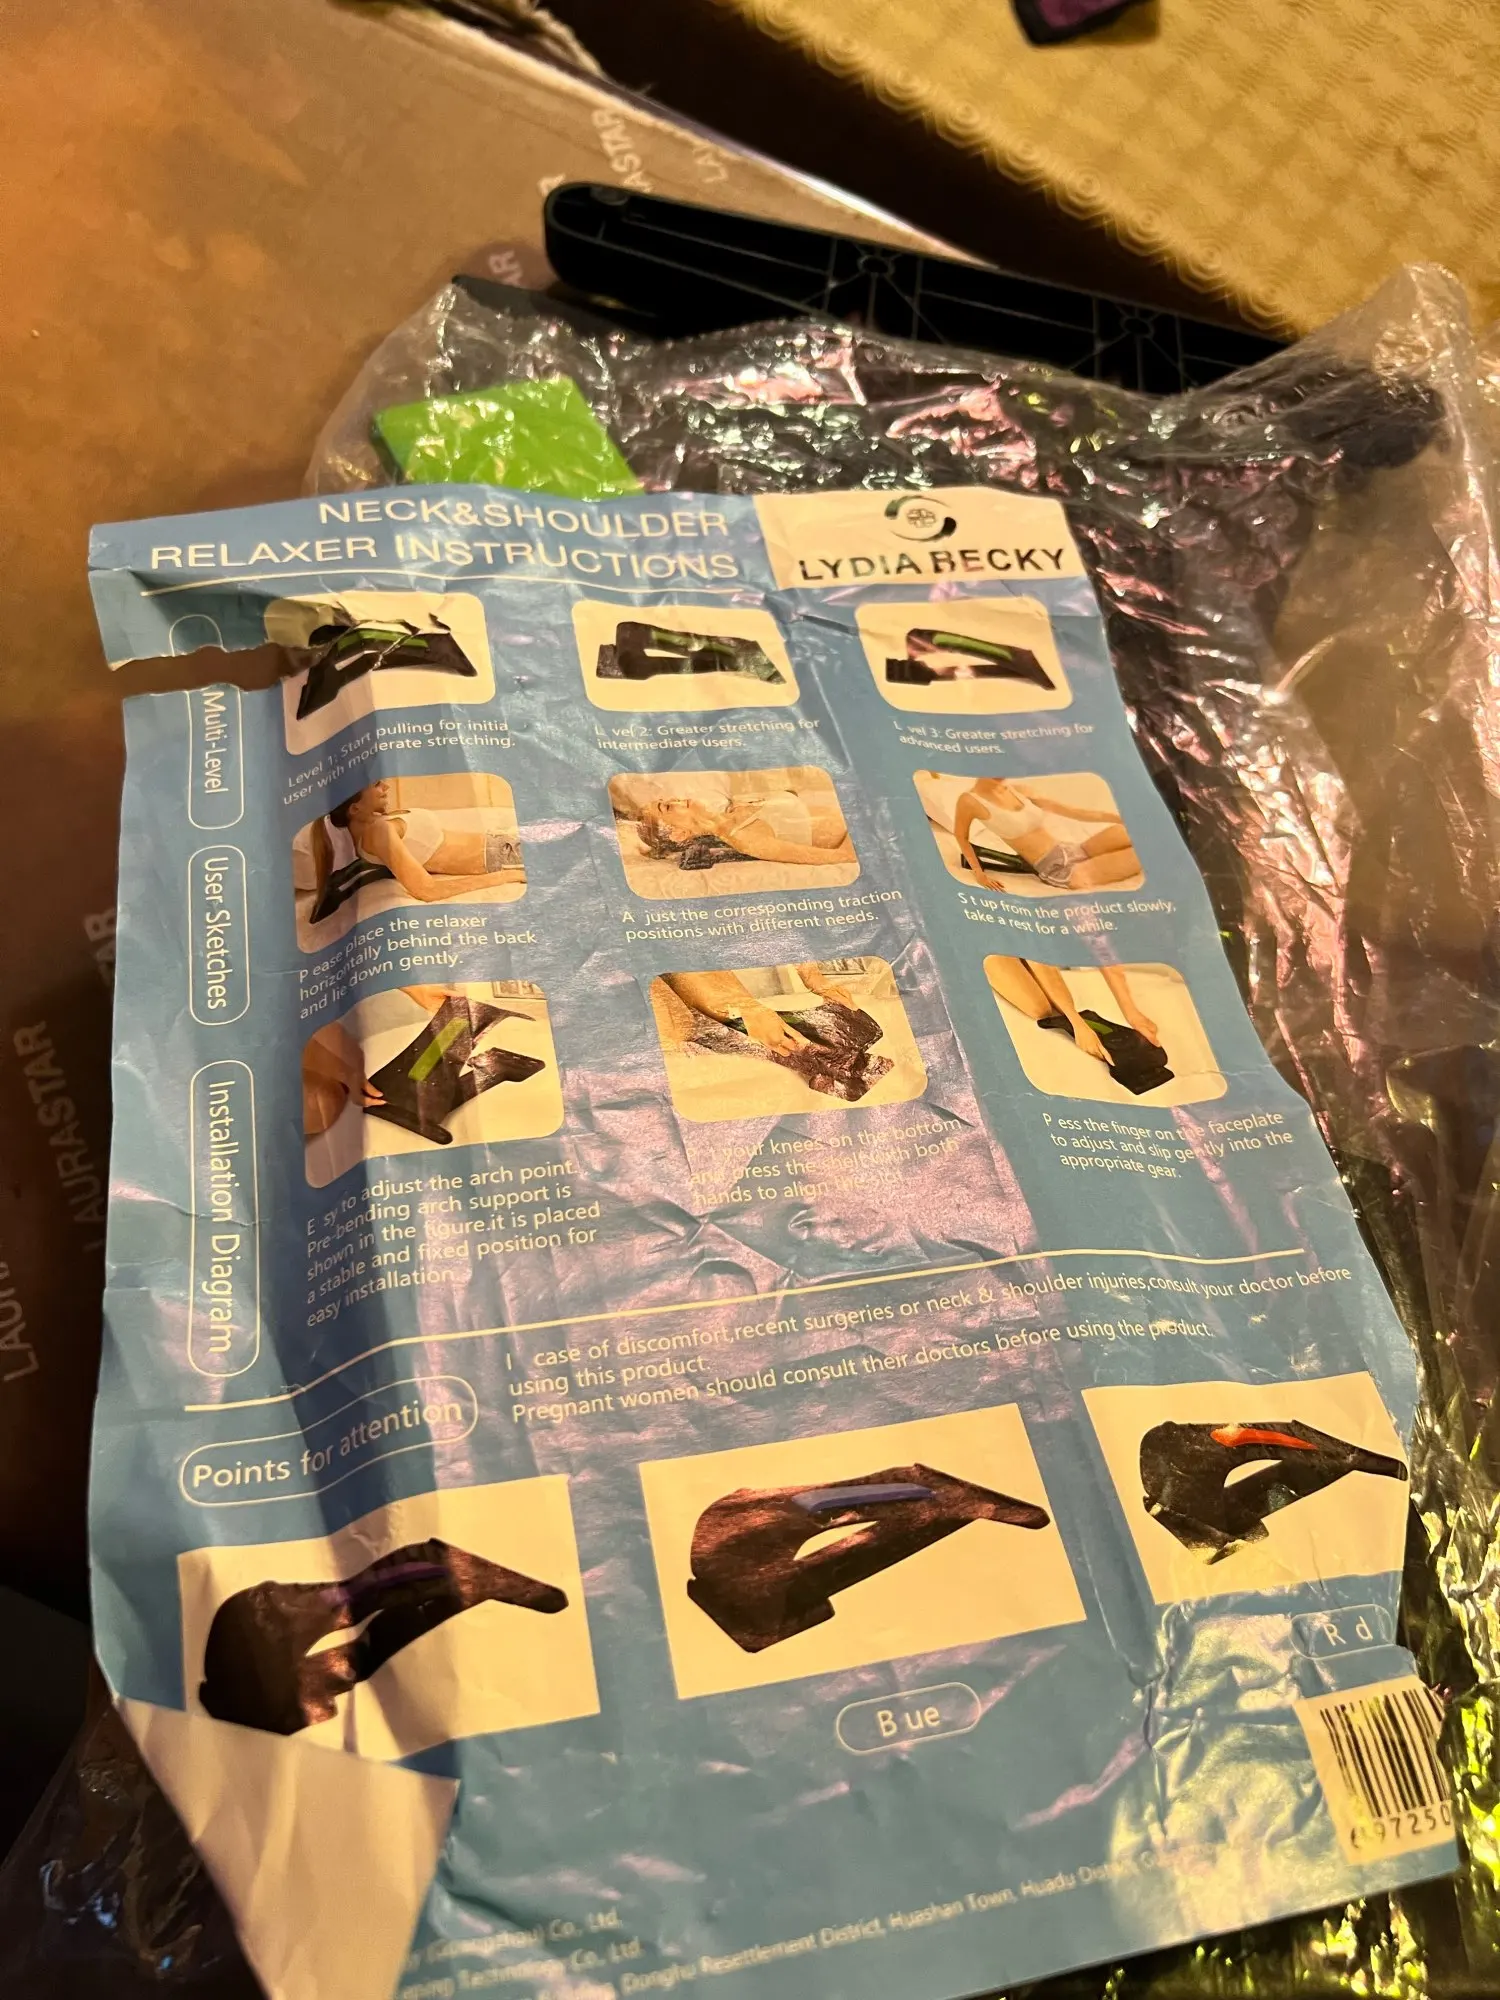 NECK&SHOULDER
RELAXER INSTRUCTIONS
LYDIA BECKY
Multi-Level
Level 1: Start pulling for initia
user with moderate stretching.
L vel 2: Greater stretching for
intermediate users.
L vel 3: Greater stretching for
advanced users.
User Sketches
P ease place the relaxer
horizontally behind the back
and lie down gently.
A just the corresponding traction
positions with different needs.
S t up from the product slowly,
take a rest for a while.
Installation Diagram
E sy to adjust the arch point.
Pre-bending arch support is
shown in the figure.it is placed
a stable and fixed position for
easy installation.
your knees on the bottom
and press the with both
hands to align
P ess the finger on the faceplate
to adjust and slip gently into the
appropriate gear.
Points for attention
I case of discomfort,recent surgeries or neck & shoulder injuries,consult your doctor before
using this product.
Pregnant women should consult their doctors before using the product.
B ue
R d
697250
(Guangzhou) Co., Ltd.
Technology Co., Ltd.
Donghu Resettlement District, Huashan Town, Huadu District,
LAURASTAR